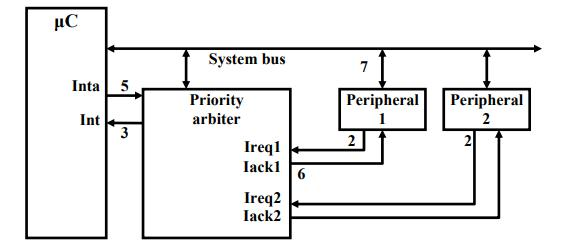 µC
System bus
7
Inta 5
Int
3
Priority
arbiter
Peripheral
1
Peripheral
2
2
2
Ireq1
Iack1
6
Ireq2
Iack2